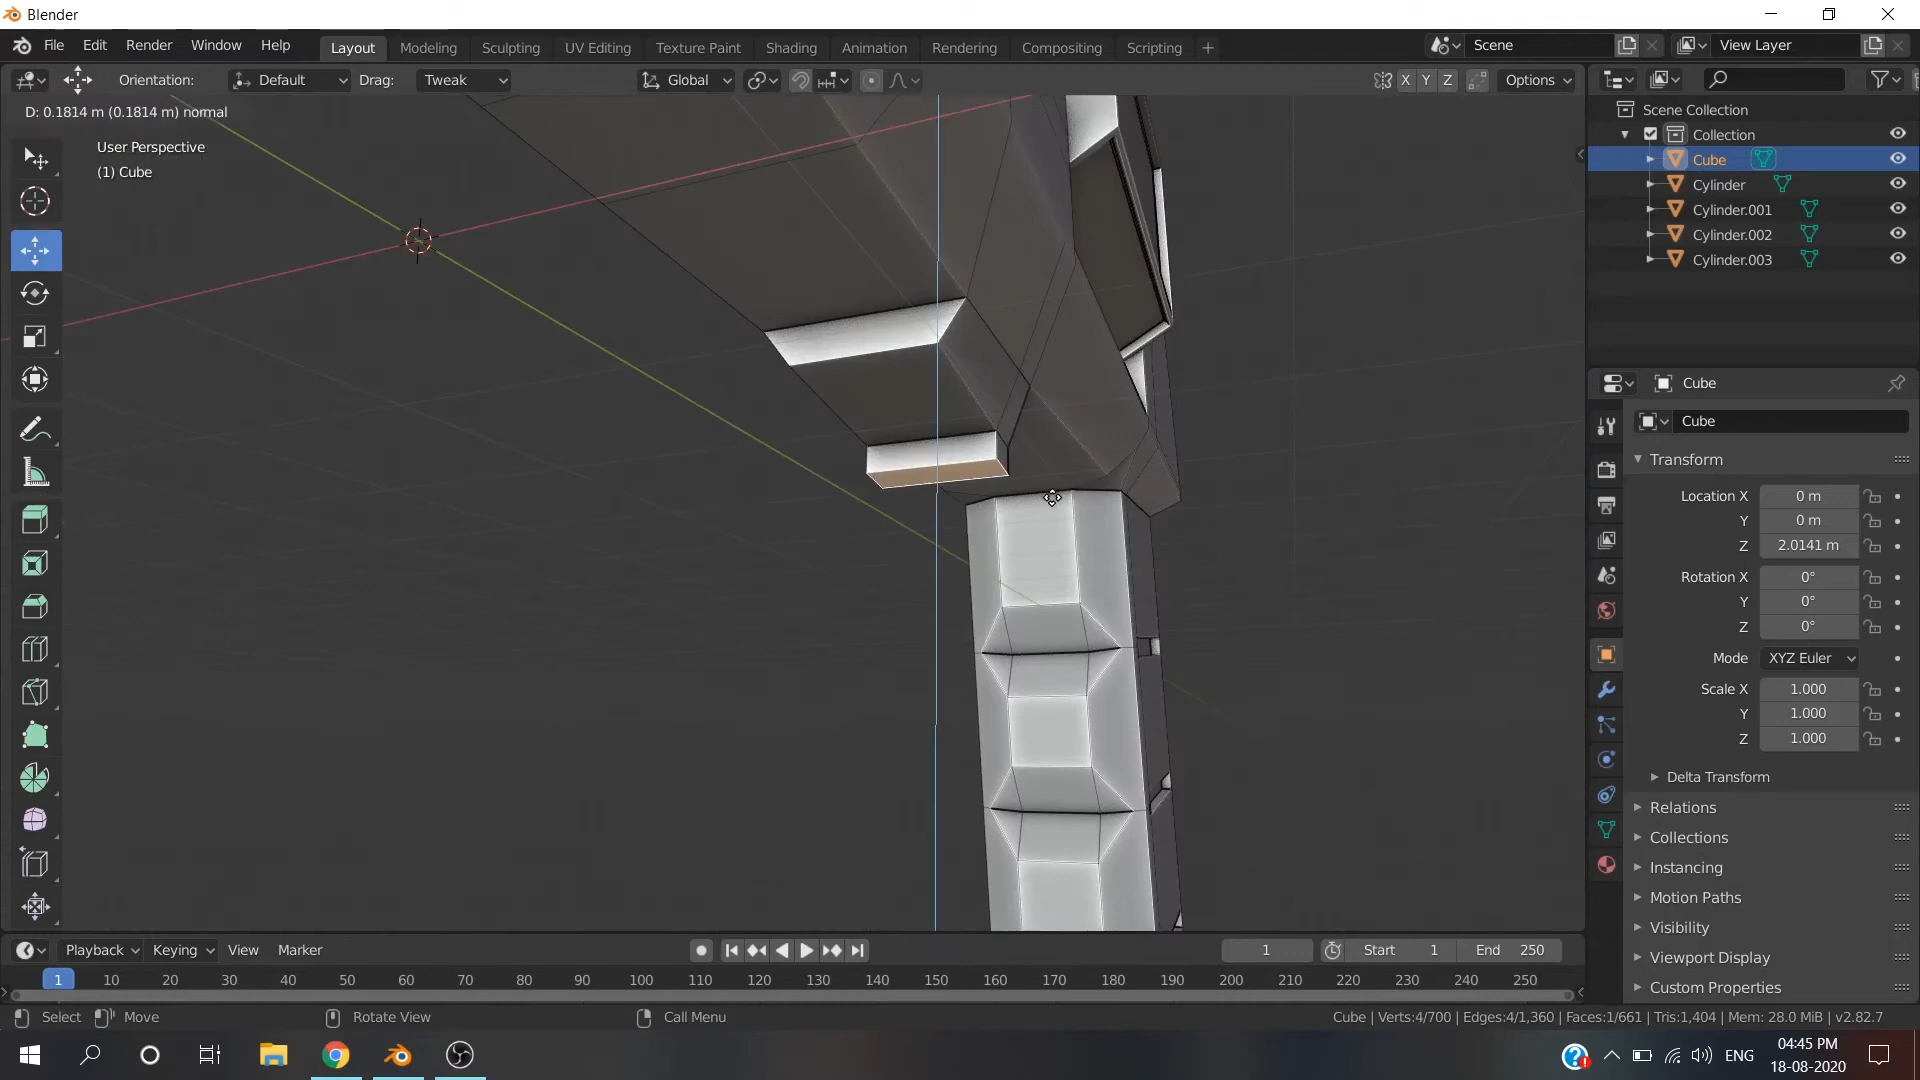 Blender
File Edit Render Window Help Layout Modeling Sculpting UV Editing Texture Paint Shading Animation Rendering Compositing Scripting + Scene View Layer
Orientation: Default Drag: Tweak Global X Y Z Options
D: 0.1814 m (0.1814 m) normal
User Perspective
(1) Cube
Scene Collection
Collection
Cube
Cylinder
Cylinder.001
Cylinder.002
Cylinder.003
Cube
Cube
Transform
Location X 0 m
Y 0 m
Z 2.0141 m
Rotation X 0°
Y 0°
Z 0°
Mode XYZ Euler
Scale X 1.000
Y 1.000
Z 1.000
Delta Transform
Relations
Collections
Instancing
Motion Paths
Visibility
Viewport Display
Custom Properties
Playback Keying View Marker 1 Start 1 End 250
1 10 20 30 40 50 60 70 80 90 100 110 120 130 140 150 160 170 180 190 200 210 220 230 240 250
Select Move Rotate View Call Menu Cube | Verts:4/700 | Edges:4/1,360 | Faces:1/661 | Tris:1,404 | Mem: 28.0 MiB | v2.82.7
ENG 04:45 PM
18-08-2020